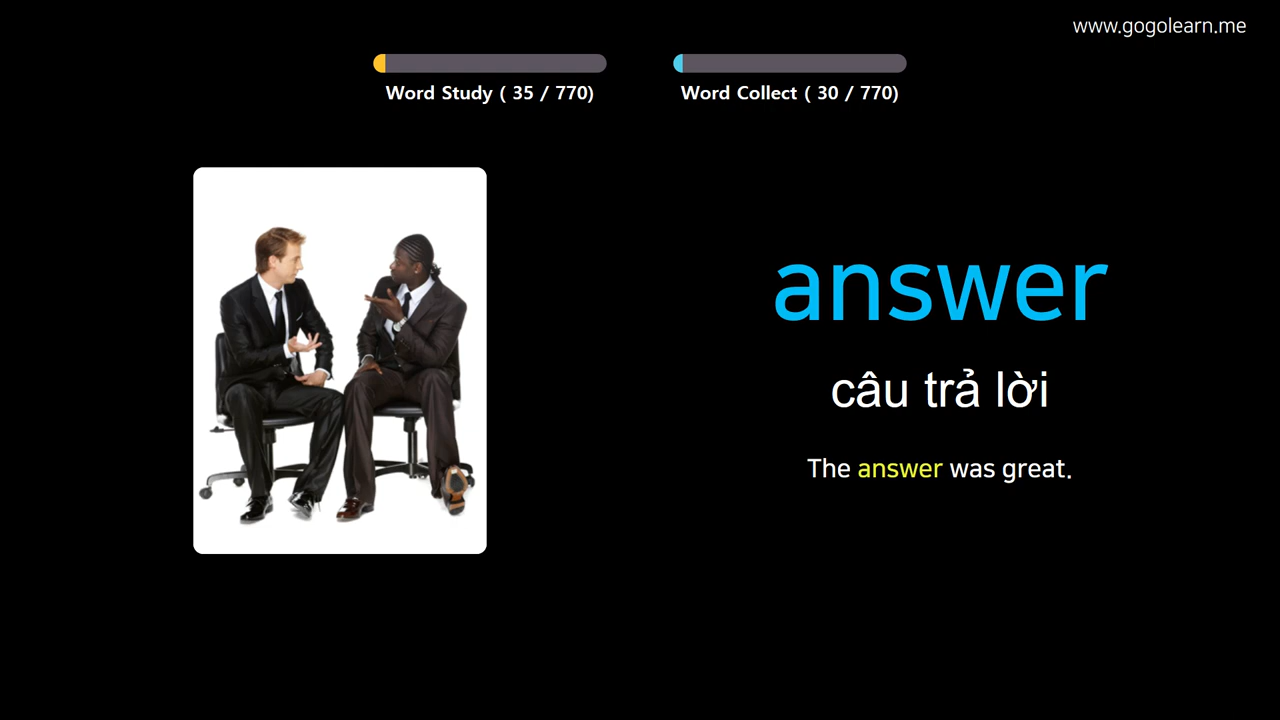 www.gogolearn.me
Word Study ( 35 / 770)
Word Collect ( 30 / 770)
answer
câu trả lời
The answer was great.